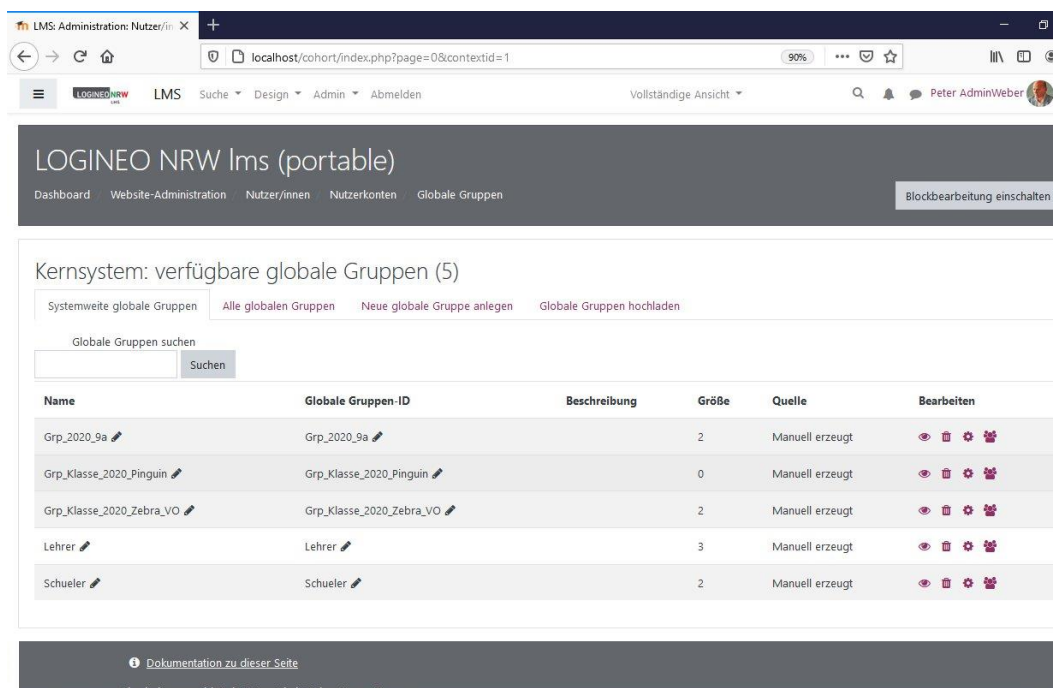 LMS: Administration: Nutzer/in
localhost/cohort/index.php?page=0&contextid=1
90%
LOGINEO NRW LMS
LMS Suche Design Admin Abmelden
Vollständige Ansicht
Peter AdminWeber
LOGINEO NRW lms (portable)
Dashboard / Website-Administration / Nutzer/innen / Nutzerkonten / Globale Gruppen
Blockbearbeitung einschalten
Kernsystem: verfügbare globale Gruppen (5)
Systemweite globale Gruppen Alle globalen Gruppen Neue globale Gruppe anlegen Globale Gruppen hochladen
Globale Gruppen suchen
Suchen
Name Globale Gruppen-ID Beschreibung Größe Quelle Bearbeiten
Grp_2020_9a Grp_2020_9a 2 Manuell erzeugt
Grp_Klasse_2020_Pinguin Grp_Klasse_2020_Pinguin 0 Manuell erzeugt
Grp_Klasse_2020_Zebra_VO Grp_Klasse_2020_Zebra_VO 2 Manuell erzeugt
Lehrer Lehrer 3 Manuell erzeugt
Schueler Schueler 2 Manuell erzeugt
Dokumentation zu dieser Seite